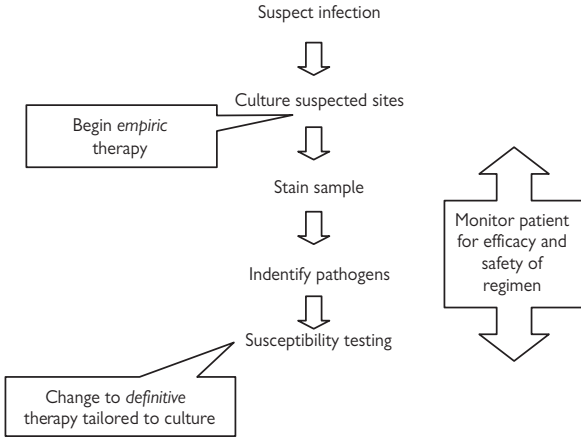 Suspect infection
Culture suspected sites
Begin empiric
therapy
Stain sample
Monitor patient
for efficacy and
safety of
regimen
Indentify pathogens
Susceptibility testing
Change to definitive
therapy tailored to culture